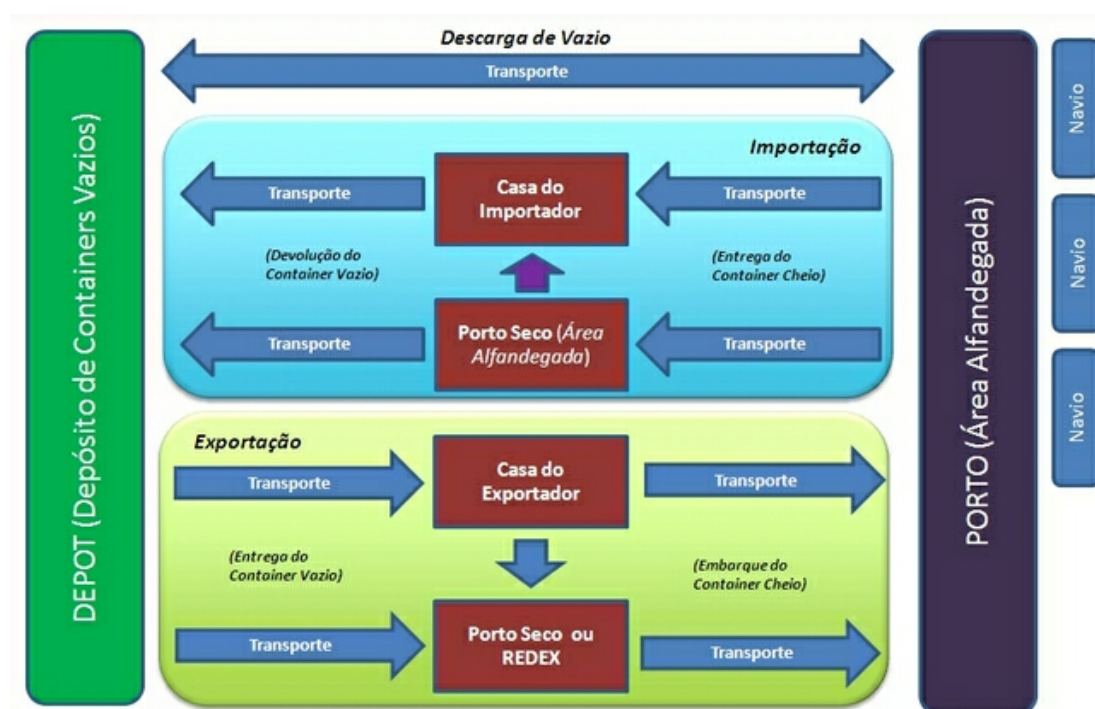 Descarga de Vazio
Transporte
DEPOT (Depósito de Containers Vazios)
PORTO (Área Alfandegada)
Navio
Navio
Navio
Importação
Transporte
Casa do
Importador
Transporte
(Devolução do
Container Vazio)
(Entrega do
Container Cheio)
Transporte
Porto Seco (Área
Alfandegada)
Transporte
Exportação
Transporte
Casa do
Exportador
Transporte
(Entrega do
Container Vazio)
(Embarque do
Container Cheio)
Transporte
Porto Seco ou
REDEX
Transporte